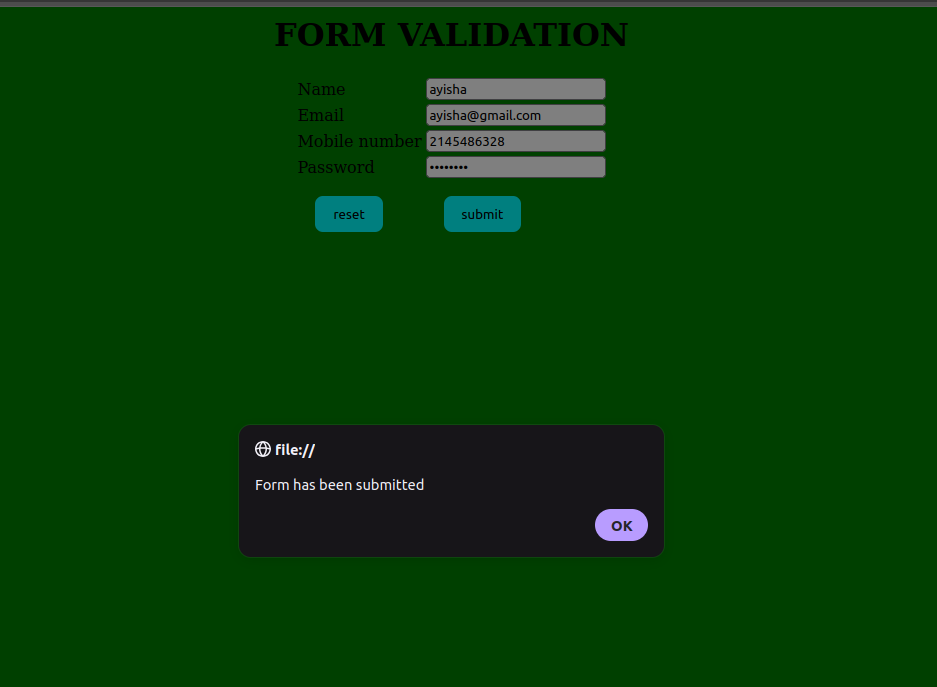 FORM VALIDATION
Name ayisha
Email ayisha@gmail.com
Mobile number 2145486328
Password ••••••••
reset submit
file://
Form has been submitted
OK